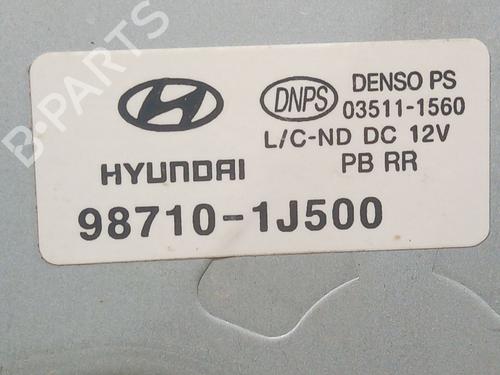 B-PARTS
DNPS
DENSO PS
03511-1560
L/C-ND DC 12V
PB RR
HYUNDAI
98710-1J500